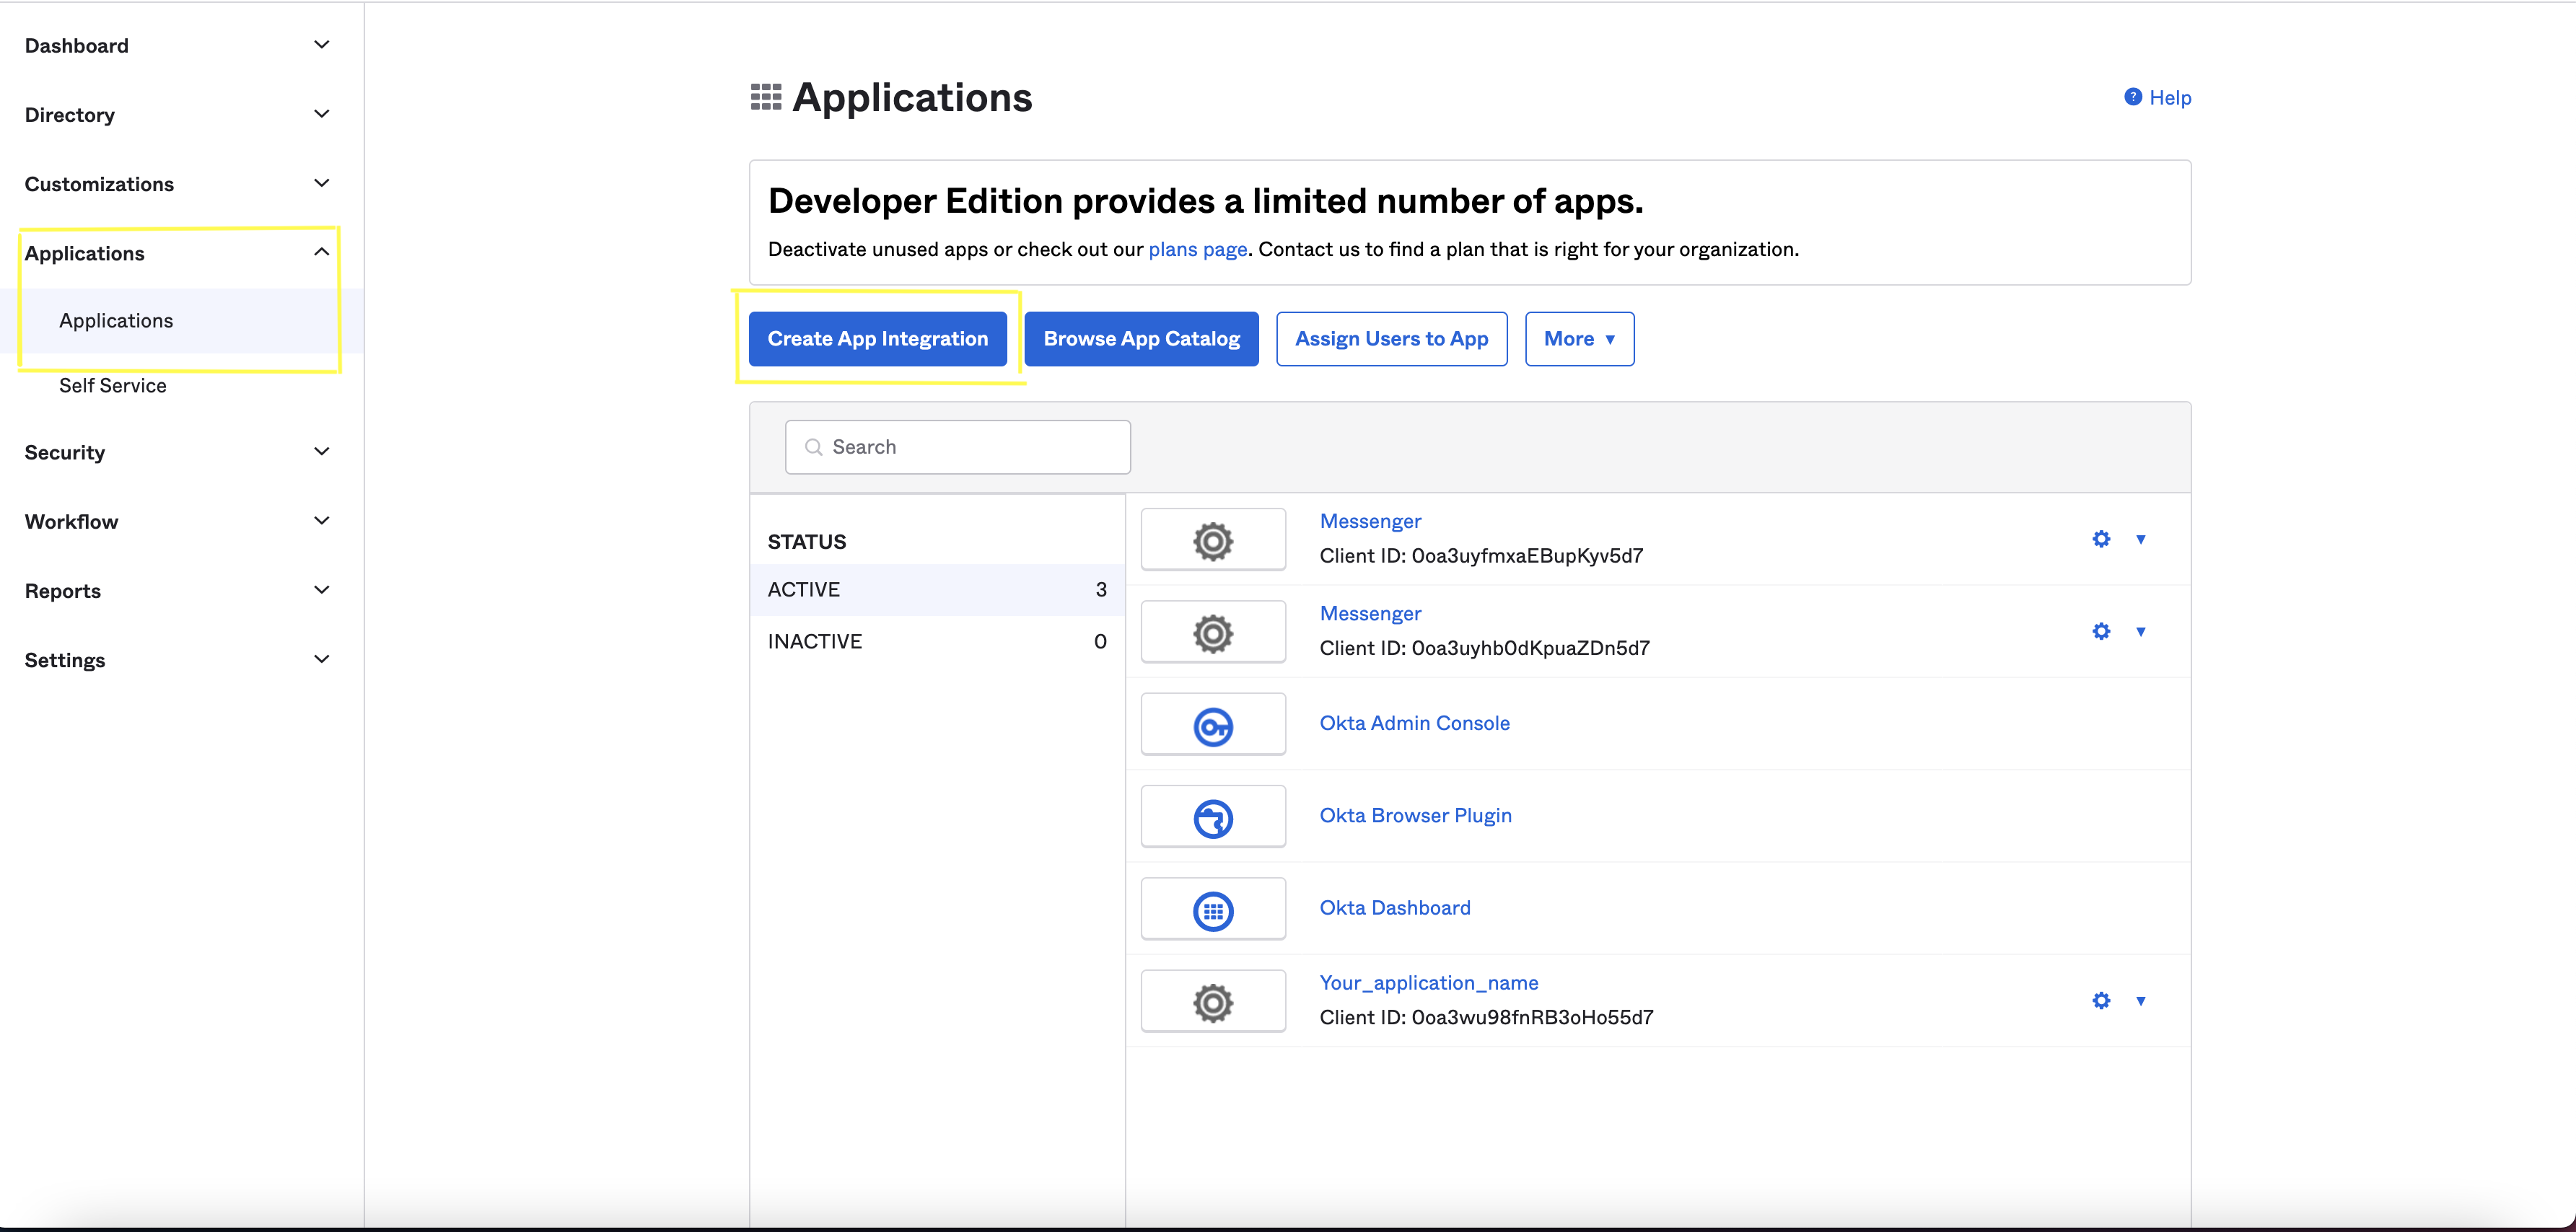 Dashboard
Directory
Customizations
Applications
Applications
Self Service
Security
Workflow
Reports
Settings
Applications
Help
Developer Edition provides a limited number of apps.
Deactivate unused apps or check out our plans page. Contact us to find a plan that is right for your organization.
Create App Integration
Browse App Catalog
Assign Users to App
More
Search
STATUS
ACTIVE 3
INACTIVE 0
Messenger
Client ID: 0oa3uyfmxaEBupKyv5d7
Messenger
Client ID: 0oa3uyhb0dKpuaZDn5d7
Okta Admin Console
Okta Browser Plugin
Okta Dashboard
Your_application_name
Client ID: 0oa3wu98fnRB3oHo55d7